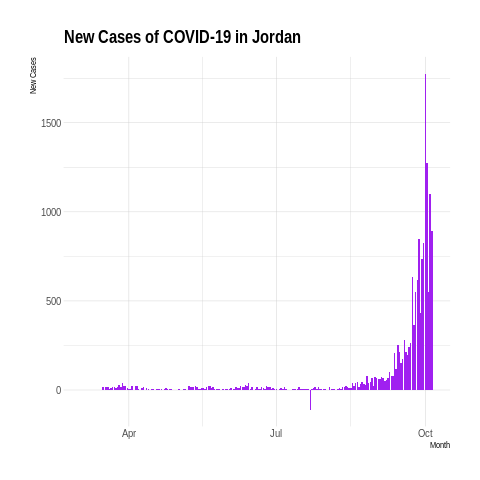 New Cases of COVID-19 in Jordan
New Cases
1500
1000
500
0
Apr
Jul
Oct
Month